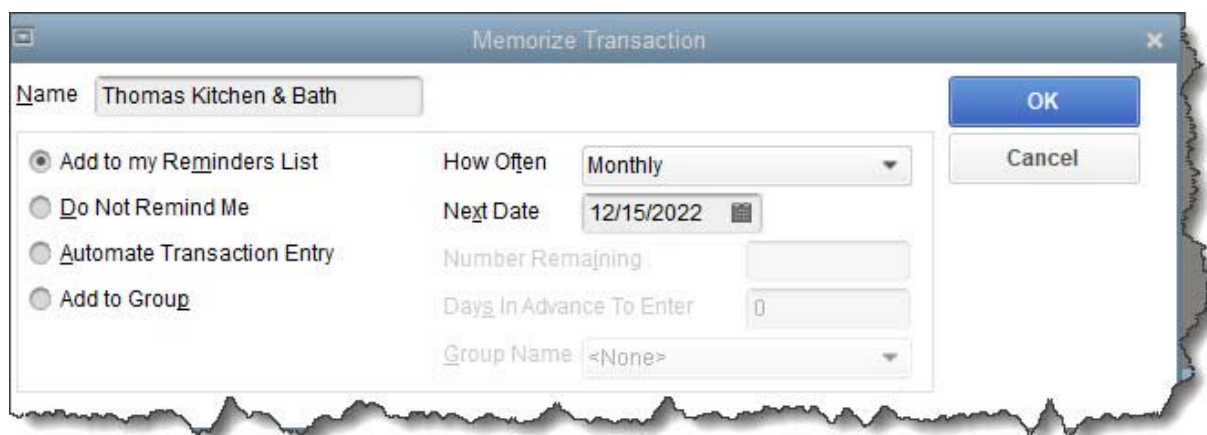 Memorize Transaction
Name Thomas Kitchen & Bath
OK
Cancel
Add to my Reminders List
Do Not Remind Me
Automate Transaction Entry
Add to Group
How Often Monthly
Next Date 12/15/2022
Number Remaining
Days In Advance To Enter 0
Group Name <None>